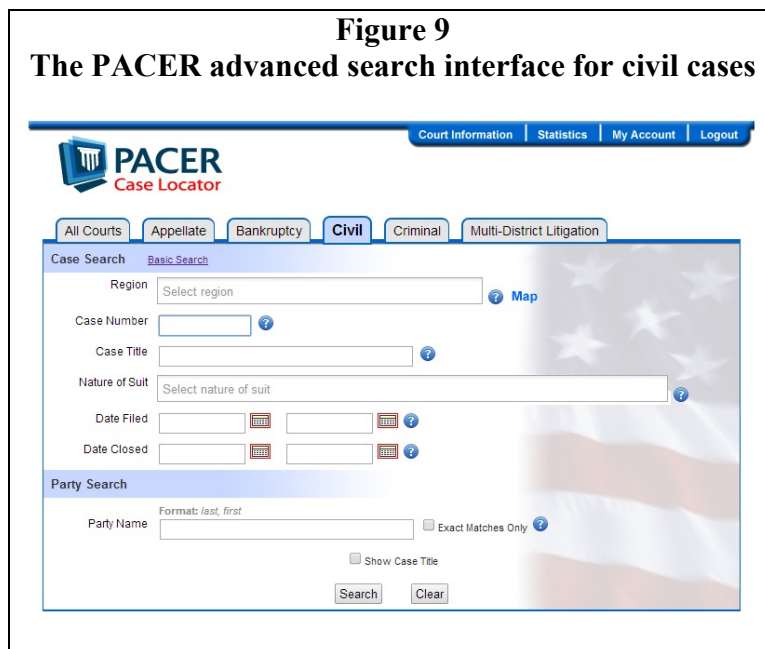 Figure 9
The PACER advanced search interface for civil cases
Court Information Statistics My Account Logout
PACER
Case Locator
All Courts Appellate Bankruptcy Civil Criminal Multi-District Litigation
Case Search Basic Search
Region Select region ? Map
Case Number ?
Case Title ?
Nature of Suit Select nature of suit ?
Date Filed ?
Date Closed ?
Party Search
Format: last, first
Party Name Exact Matches Only ?
Show Case Title
Search Clear